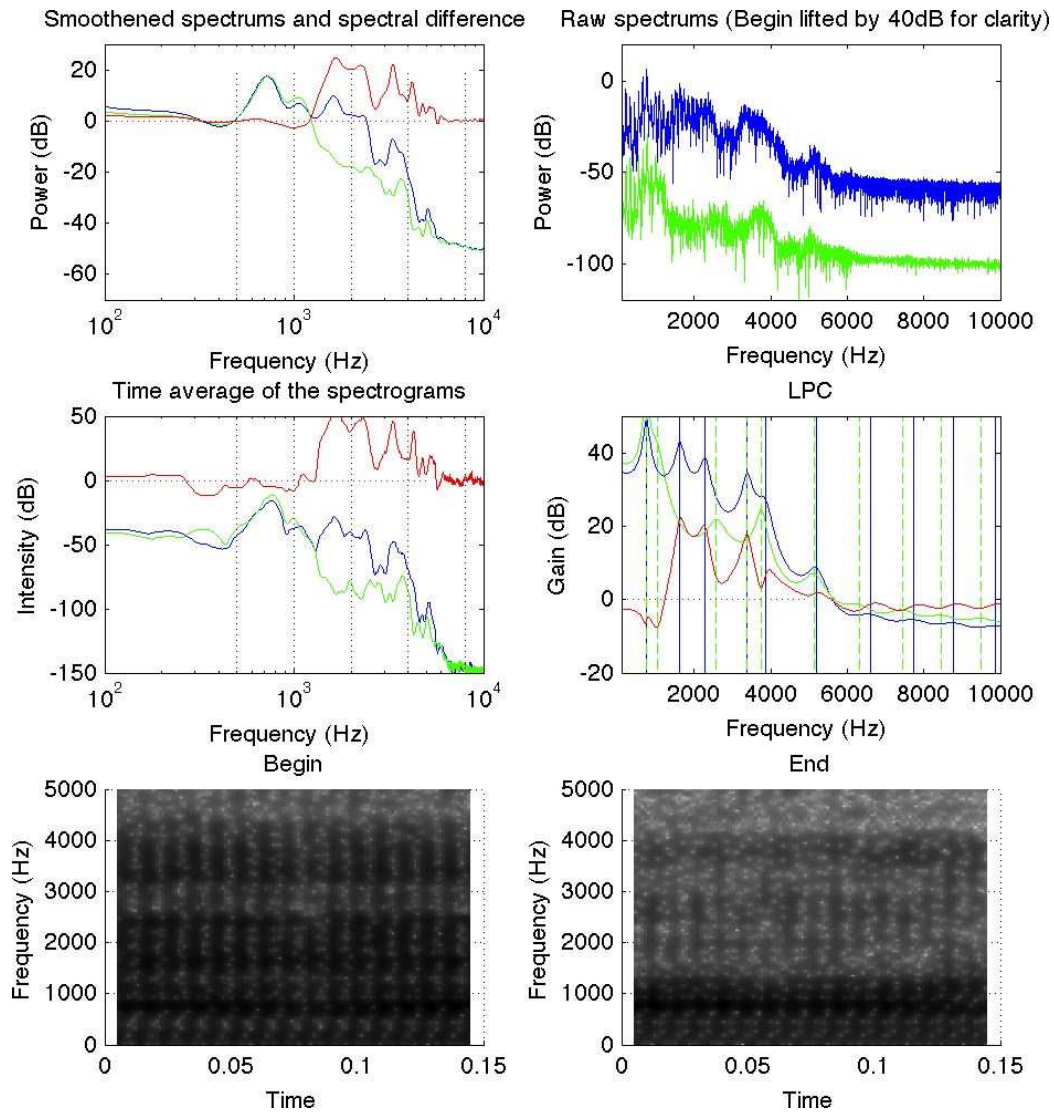 Smoothened spectrums and spectral difference
20
0
-20
-40
-60
Power (dB)
10^2
10^3
10^4
Frequency (Hz)
Raw spectrums (Begin lifted by 40dB for clarity)
0
-50
-100
Power (dB)
2000 4000 6000 8000 10000
Frequency (Hz)
Time average of the spectrograms
50
0
-50
-100
-150
Intensity (dB)
10^2
10^3
10^4
Frequency (Hz)
LPC
40
20
0
-20
Gain (dB)
2000 4000 6000 8000 10000
Frequency (Hz)
Begin
5000
4000
3000
2000
1000
0
Frequency (Hz)
0 0.05 0.1 0.15
Time
End
5000
4000
3000
2000
1000
0
Frequency (Hz)
0 0.05 0.1 0.15
Time